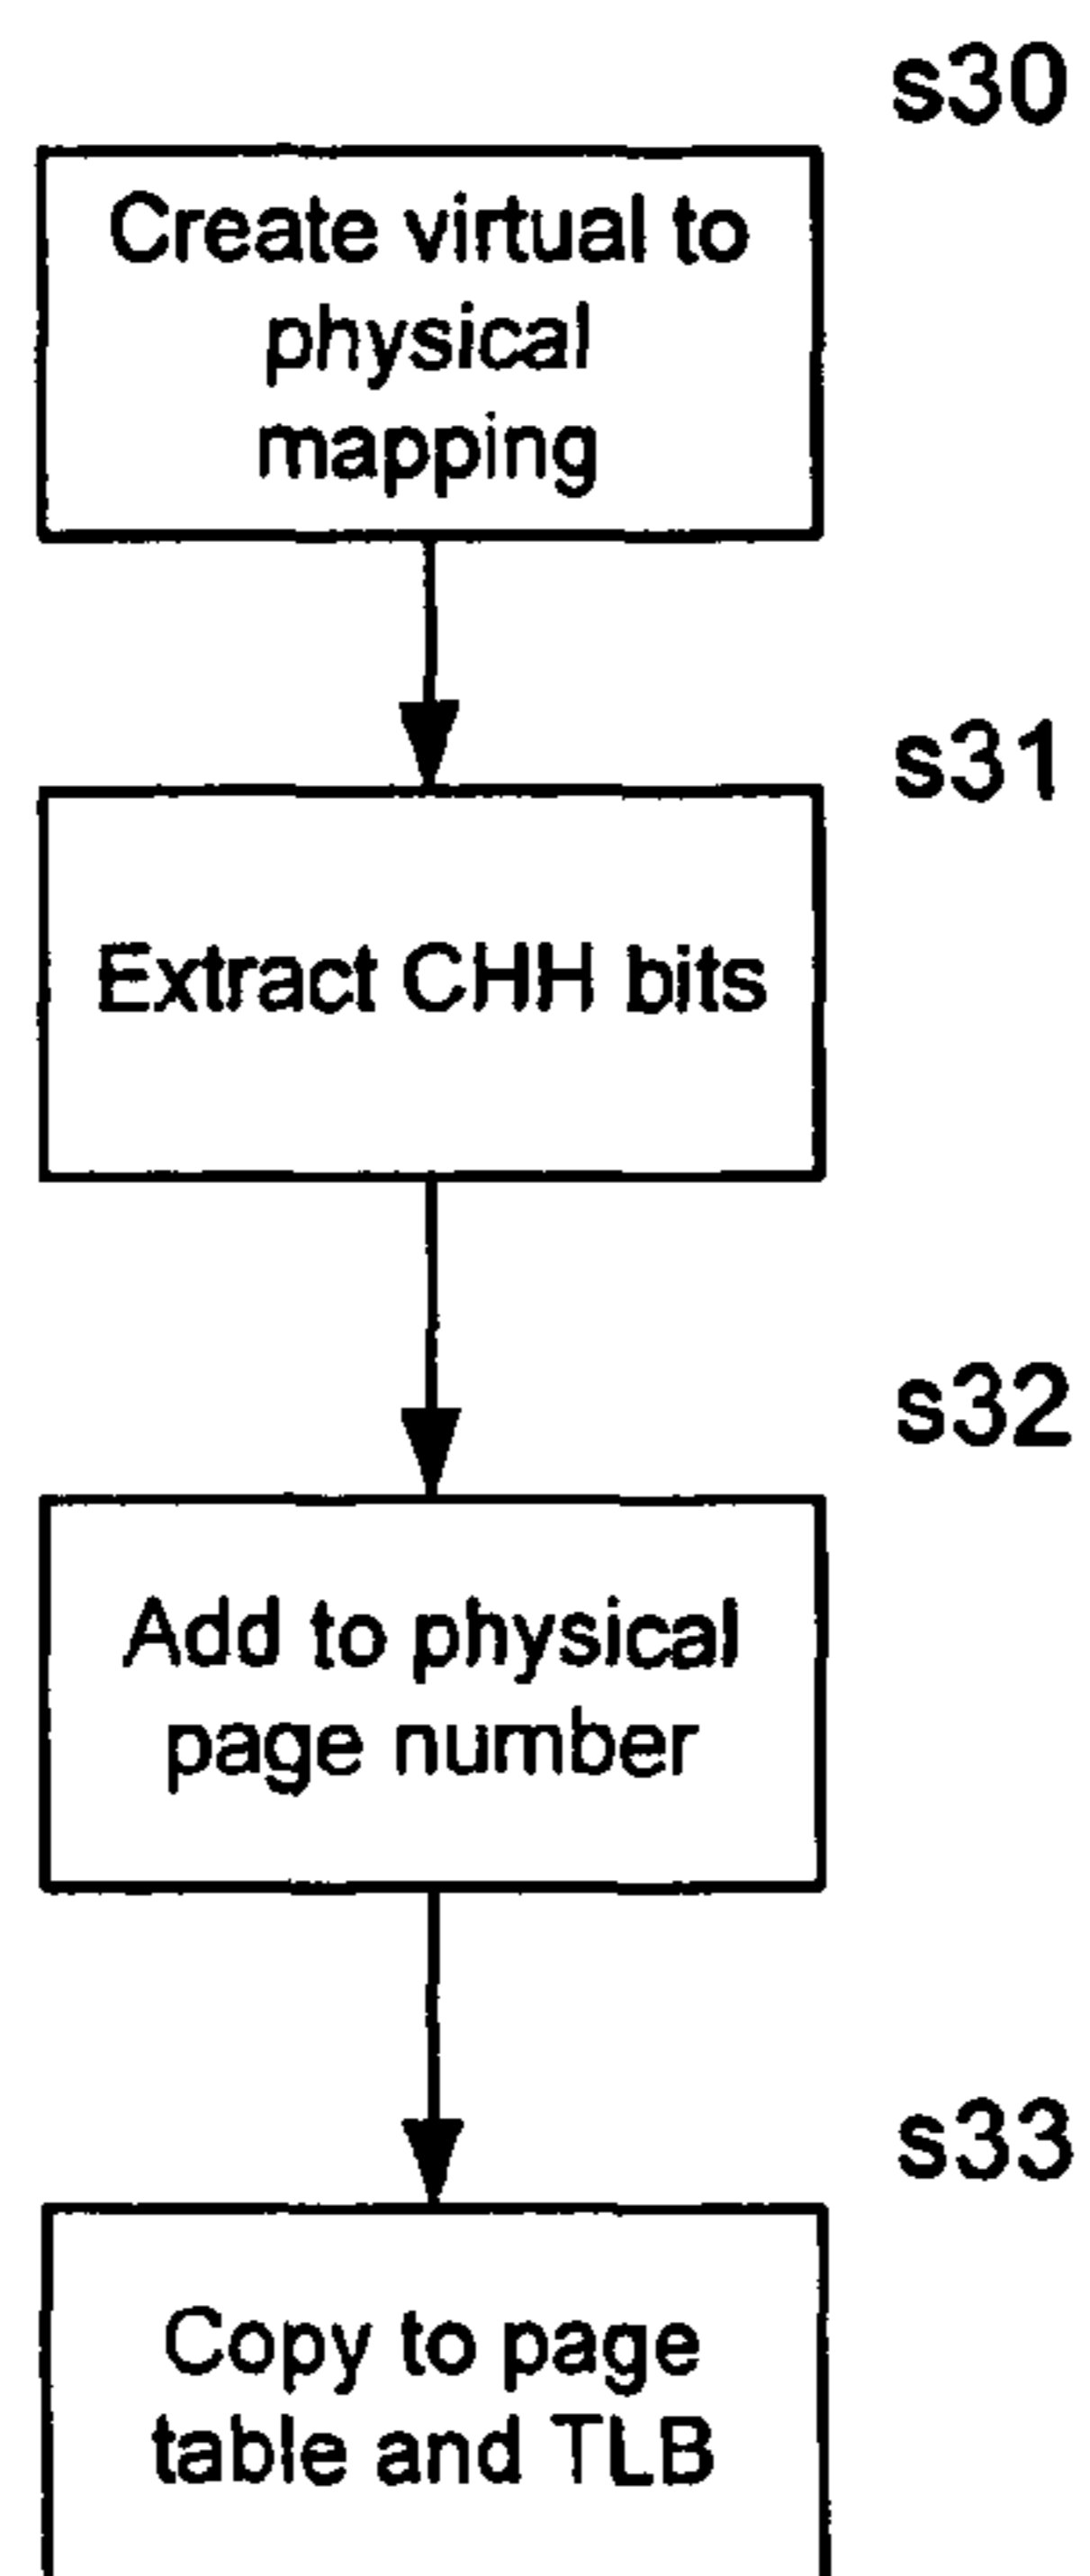 s30
Create virtual to
physical
mapping
s31
Extract CHH bits
s32
Add to physical
page number
s33
Copy to page
table and TLB